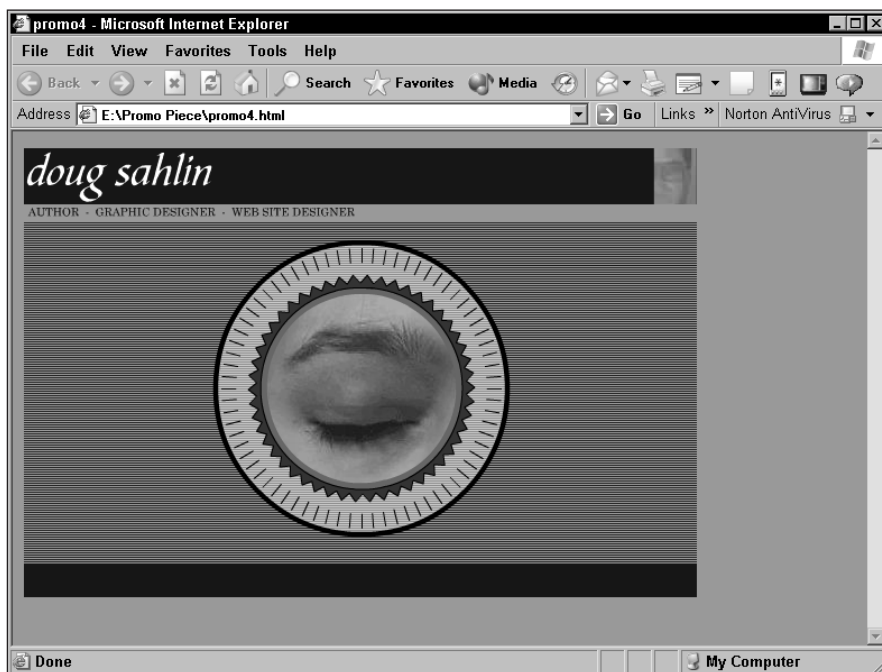 promo4 - Microsoft Internet Explorer
File Edit View Favorites Tools Help
Back Search Favorites Media
Address E:\Promo Piece\promo4.html Go Links » Norton AntiVirus
doug sahlin
AUTHOR - GRAPHIC DESIGNER - WEB SITE DESIGNER
Done My Computer